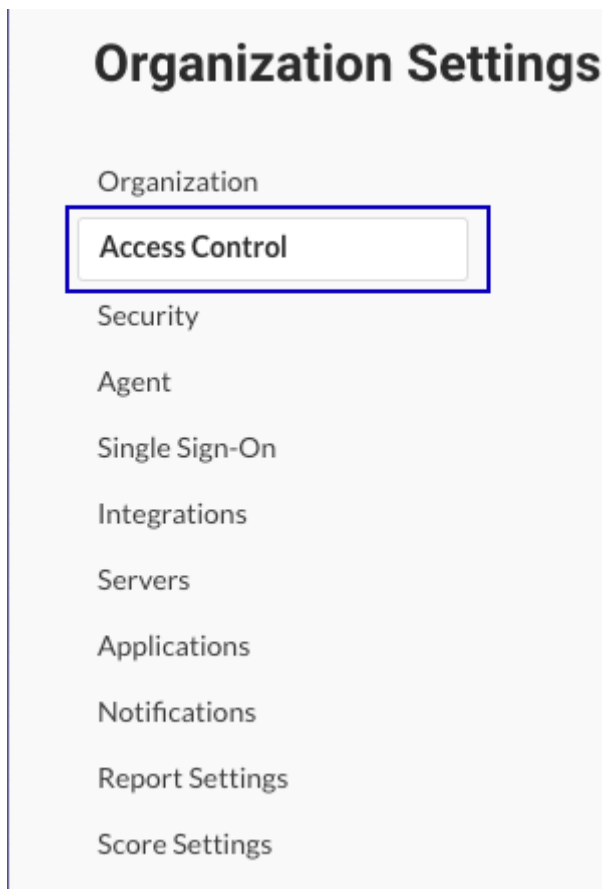 Organization Settings
Organization
Access Control
Security
Agent
Single Sign-On
Integrations
Servers
Applications
Notifications
Report Settings
Score Settings